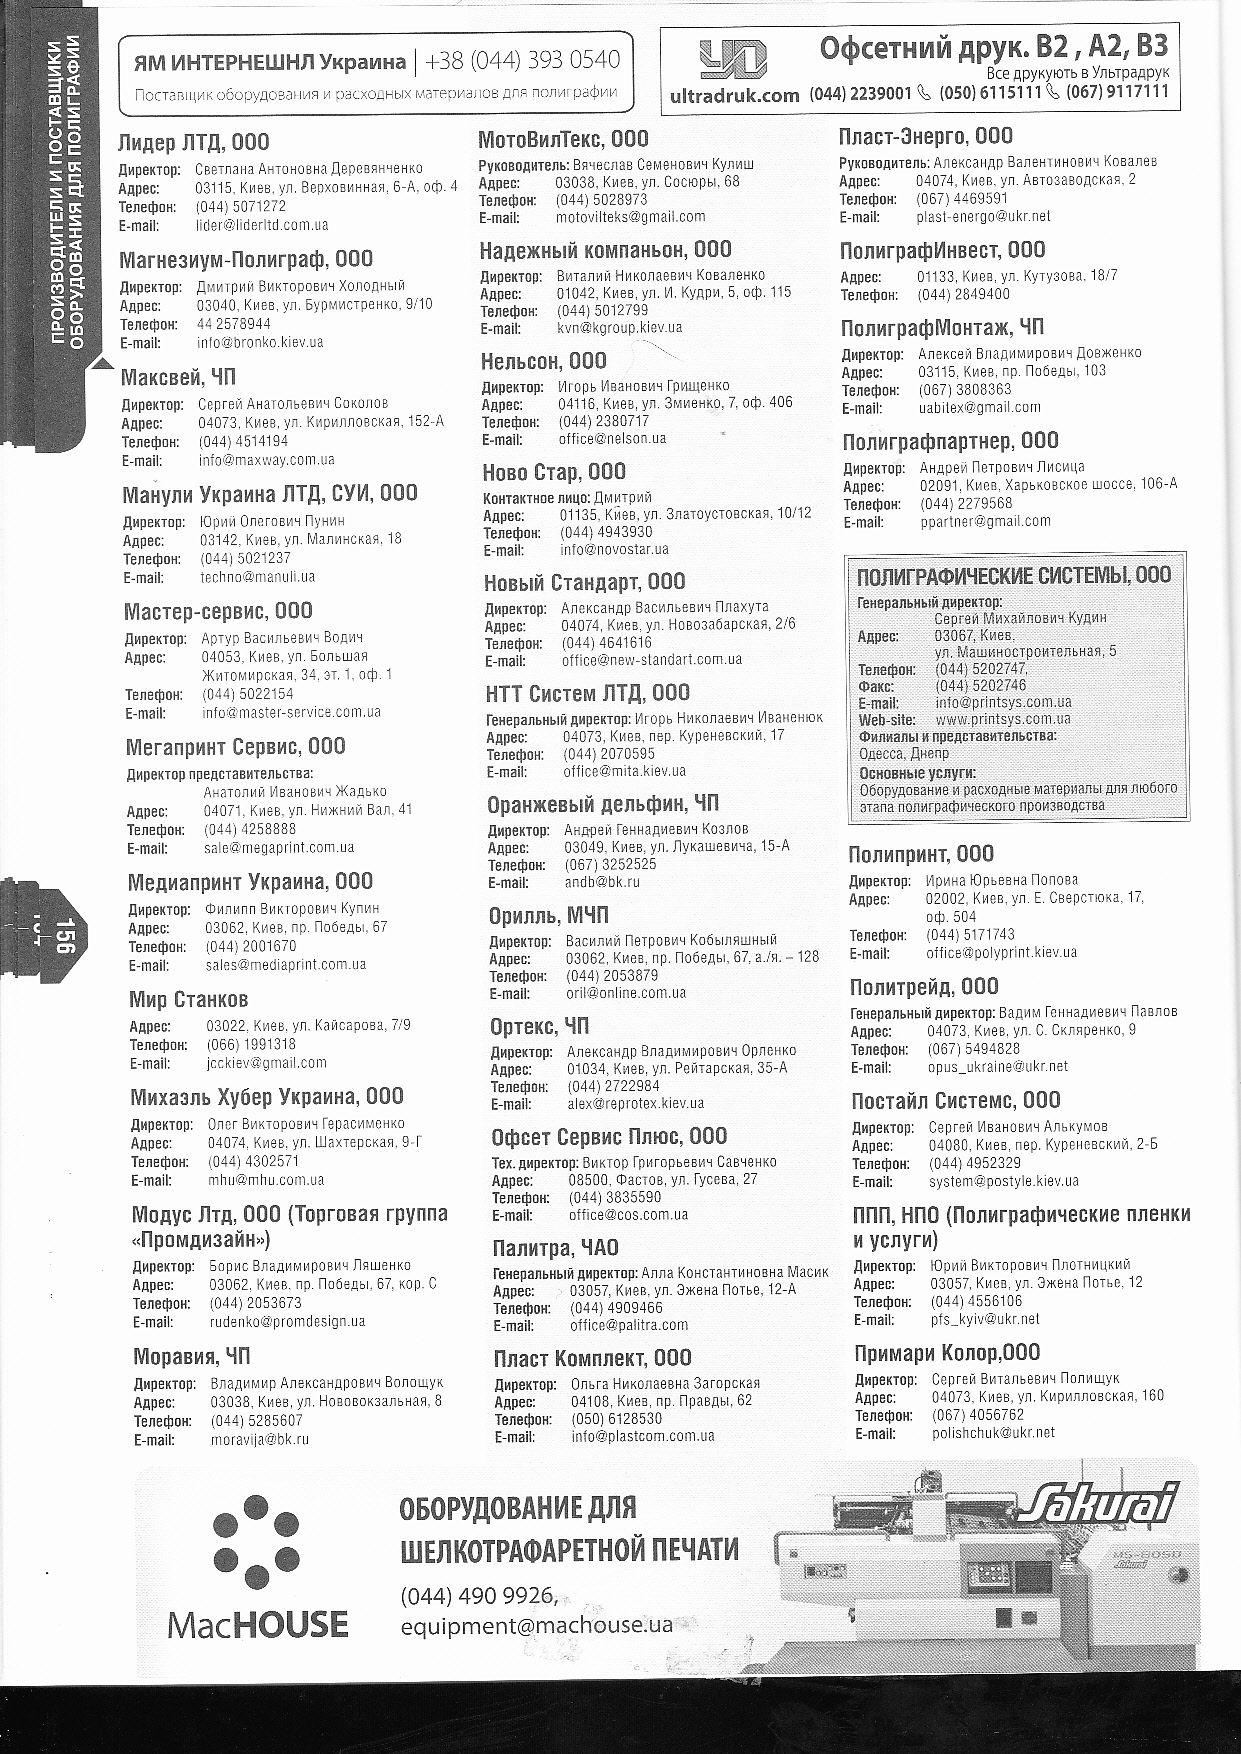 ПРОИЗВОДИТЕЛИ И ПОСТАВЩИКИ
ОБОРУДОВАНИЯ ДЛЯ ПОЛИГРАФИИ
ЯМ ИНТЕРНЕШНЛ Украина | +38 (044) 393 0540
Поставщик оборудования и расходных материалов для полиграфии
УД
Офсетний друк. В2 , А2, В3
Все друкують в Ультрадрук
ultradruk.com (044) 2239001 (050) 6115111 (067) 9117111
Лидер ЛТД, ООО
Директор: Светлана Антоновна Деревянченко
Адрес: 03115, Киев, ул. Верховинная, 6-А, оф. 4
Телефон: (044) 5071272
E-mail: lider@liderltd.com.ua
Магнезиум-Полиграф, ООО
Директор: Дмитрий Викторович Холодный
Адрес: 03040, Киев, ул. Бурмистренко, 9/10
Телефон: 44 2578944
E-mail: info@bronko.kiev.ua
Максвей, ЧП
Директор: Сергей Анатольевич Соколов
Адрес: 04073, Киев, ул. Кирилловская, 152-А
Телефон: (044) 4514194
E-mail: info@maxway.com.ua
Манули Украина ЛТД, СУИ, ООО
Директор: Юрий Олегович Пунин
Адрес: 03142, Киев, ул. Малинская, 18
Телефон: (044) 5021237
E-mail: techno@manuli.ua
Мастер-сервис, ООО
Директор: Артур Васильевич Водич
Адрес: 04053, Киев, ул. Большая
Житомирская, 34, эт. 1, оф. 1
Телефон: (044) 5022154
E-mail: info@master-service.com.ua
Мегапринт Сервис, ООО
Директор представительства:
Анатолий Иванович Жадько
Адрес: 04071, Киев, ул. Нижний Вал, 41
Телефон: (044) 4258888
E-mail: sale@megaprint.com.ua
Медиапринт Украина, ООО
Директор: Филипп Викторович Купин
Адрес: 03062, Киев, пр. Победы, 67
Телефон: (044) 2001670
E-mail: sales@mediaprint.com.ua
Мир Станков
Адрес: 03022, Киев, ул. Кайсарова, 7/9
Телефон: (066) 1991318
E-mail: jcckiev@gmail.com
Михаэль Хубер Украина, ООО
Директор: Олег Викторович Герасименко
Адрес: 04074, Киев, ул. Шахтерская, 9-Г
Телефон: (044) 4302571
E-mail: mhu@mhu.com.ua
Модус Лтд, ООО (Торговая группа
«Промдизайн»)
Директор: Борис Владимирович Ляшенко
Адрес: 03062, Киев, пр. Победы, 67, кор. С
Телефон: (044) 2053673
E-mail: rudenko@promdesign.ua
Моравия, ЧП
Директор: Владимир Александрович Волощук
Адрес: 03038, Киев, ул. Нововокзальная, 8
Телефон: (044) 5285607
E-mail: moravija@bk.ru
МотоВилТекс, ООО
Руководитель: Вячеслав Семенович Кулиш
Адрес: 03038, Киев, ул. Сосюры, 68
Телефон: (044) 5028973
E-mail: motovilteks@gmail.com
Надежный компаньон, ООО
Директор: Виталий Николаевич Коваленко
Адрес: 01042, Киев, ул. И. Кудри, 5, оф. 115
Телефон: (044) 5012799
E-mail: kvn@kgroup.kiev.ua
Нельсон, ООО
Директор: Игорь Иванович Грищенко
Адрес: 04116, Киев, ул. Змиенко, 7, оф. 406
Телефон: (044) 2380717
E-mail: office@nelson.ua
Ново Стар, ООО
Контактное лицо: Дмитрий
Адрес: 01135, Киев, ул. Златоустовская, 10/12
Телефон: (044) 4943930
E-mail: info@novostar.ua
Новый Стандарт, ООО
Директор: Александр Васильевич Плахута
Адрес: 04074, Киев, ул. Новозабарская, 2/6
Телефон: (044) 4641616
E-mail: office@new-standart.com.ua
НТТ Систем ЛТД, ООО
Генеральный директор: Игорь Николаевич Иваненюк
Адрес: 04073, Киев, пер. Куреневский, 17
Телефон: (044) 2070595
E-mail: office@mita.kiev.ua
Оранжевый дельфин, ЧП
Директор: Андрей Геннадиевич Козлов
Адрес: 03049, Киев, ул. Лукашевича, 15-А
Телефон: (067) 3252525
E-mail: andb@bk.ru
Орилль, МЧП
Директор: Василий Петрович Кобыляшный
Адрес: 03062, Киев, пр. Победы, 67, а./я. – 128
Телефон: (044) 2053879
E-mail: oril@online.com.ua
Ортекс, ЧП
Директор: Александр Владимирович Орленко
Адрес: 01034, Киев, ул. Рейтарская, 35-А
Телефон: (044) 2722984
E-mail: alex@reprotex.kiev.ua
Офсет Сервис Плюс, ООО
Тех. директор: Виктор Григорьевич Савченко
Адрес: 08500, Фастов, ул. Гусева, 27
Телефон: (044) 3835590
E-mail: office@cos.com.ua
Палитра, ЧАО
Генеральный директор: Алла Константиновна Масик
Адрес: 03057, Киев, ул. Эжена Потье, 12-А
Телефон: (044) 4909466
E-mail: office@palitra.com
Пласт Комплект, ООО
Директор: Ольга Николаевна Загорская
Адрес: 04108, Киев, пр. Правды, 62
Телефон: (050) 6128530
E-mail: info@plastcom.com.ua
Пласт-Энерго, ООО
Руководитель: Александр Валентинович Ковалев
Адрес: 04074, Киев, ул. Автозаводская, 2
Телефон: (067) 4469591
E-mail: plast-energo@ukr.net
ПолиграфИнвест, ООО
Адрес: 01133, Киев, ул. Кутузова, 18/7
Телефон: (044) 2849400
ПолиграфМонтаж, ЧП
Директор: Алексей Владимирович Довженко
Адрес: 03115, Киев, пр. Победы, 103
Телефон: (067) 3808363
E-mail: uabitex@gmail.com
Полиграфпартнер, ООО
Директор: Андрей Петрович Лисица
Адрес: 02091, Киев, Харьковское шоссе, 106-А
Телефон: (044) 2279568
E-mail: ppartner@gmail.com
ПОЛИГРАФИЧЕСКИЕ СИСТЕМЫ, ООО
Генеральный директор:
Сергей Михайлович Кудин
Адрес: 03067, Киев,
ул. Машиностроительная, 5
Телефон: (044) 5202747,
Факс: (044) 5202746
E-mail: info@printsys.com.ua
Web-site: www.printsys.com.ua
Филиалы и представительства:
Одесса, Днепр
Основные услуги:
Оборудование и расходные материалы для любого
этапа полиграфического производства
Полипринт, ООО
Директор: Ирина Юрьевна Попова
Адрес: 02002, Киев, ул. Е. Сверстюка, 17,
оф. 504
Телефон: (044) 5171743
E-mail: office@polyprint.kiev.ua
Политрейд, ООО
Генеральный директор: Вадим Геннадиевич Павлов
Адрес: 04073, Киев, ул. С. Скляренко, 9
Телефон: (067) 5494828
E-mail: opus_ukraine@ukr.net
Постайл Системс, ООО
Директор: Сергей Иванович Алькумов
Адрес: 04080, Киев, пер. Куреневский, 2-Б
Телефон: (044) 4952329
E-mail: system@postyle.kiev.ua
ППП, НПО (Полиграфические пленки
и услуги)
Директор: Юрий Викторович Плотницкий
Адрес: 03057, Киев, ул. Эжена Потье, 12
Телефон: (044) 4556106
E-mail: pfs_kyiv@ukr.net
Примари Колор,ООО
Директор: Сергей Витальевич Полищук
Адрес: 04073, Киев, ул. Кирилловская, 160
Телефон: (067) 4056762
E-mail: polishchuk@ukr.net
156
MacHOUSE
ОБОРУДОВАНИЕ ДЛЯ
ШЕЛКОТРАФАРЕТНОЙ ПЕЧАТИ
(044) 490 9926,
equipment@machouse.ua
Sakurai
MS-80SD
Sakurai